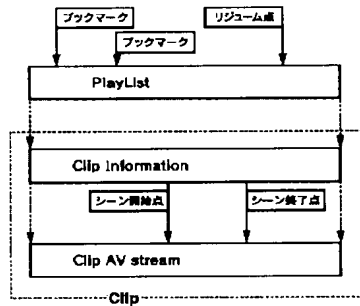 ブックマーク
リジューム点
ブックマーク
PlayList
Clip Information
シーン開始点
シーン終了点
Clip AV stream
Clip